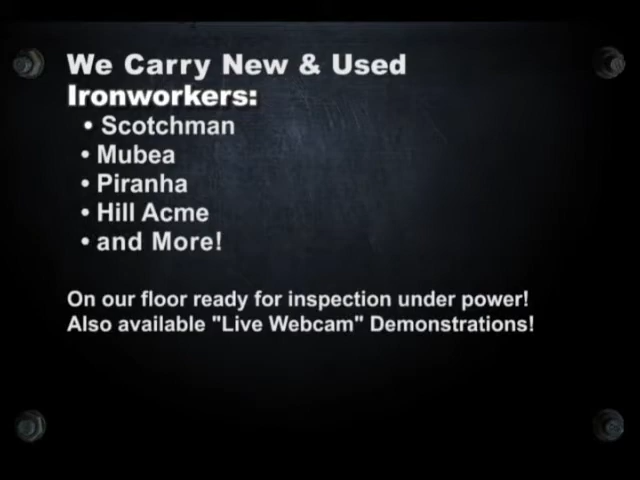 We Carry New & Used
Ironworkers:
• Scotchman
• Mubea
• Piranha
• Hill Acme
• and More!
On our floor ready for inspection under power!
Also available "Live Webcam" Demonstrations!